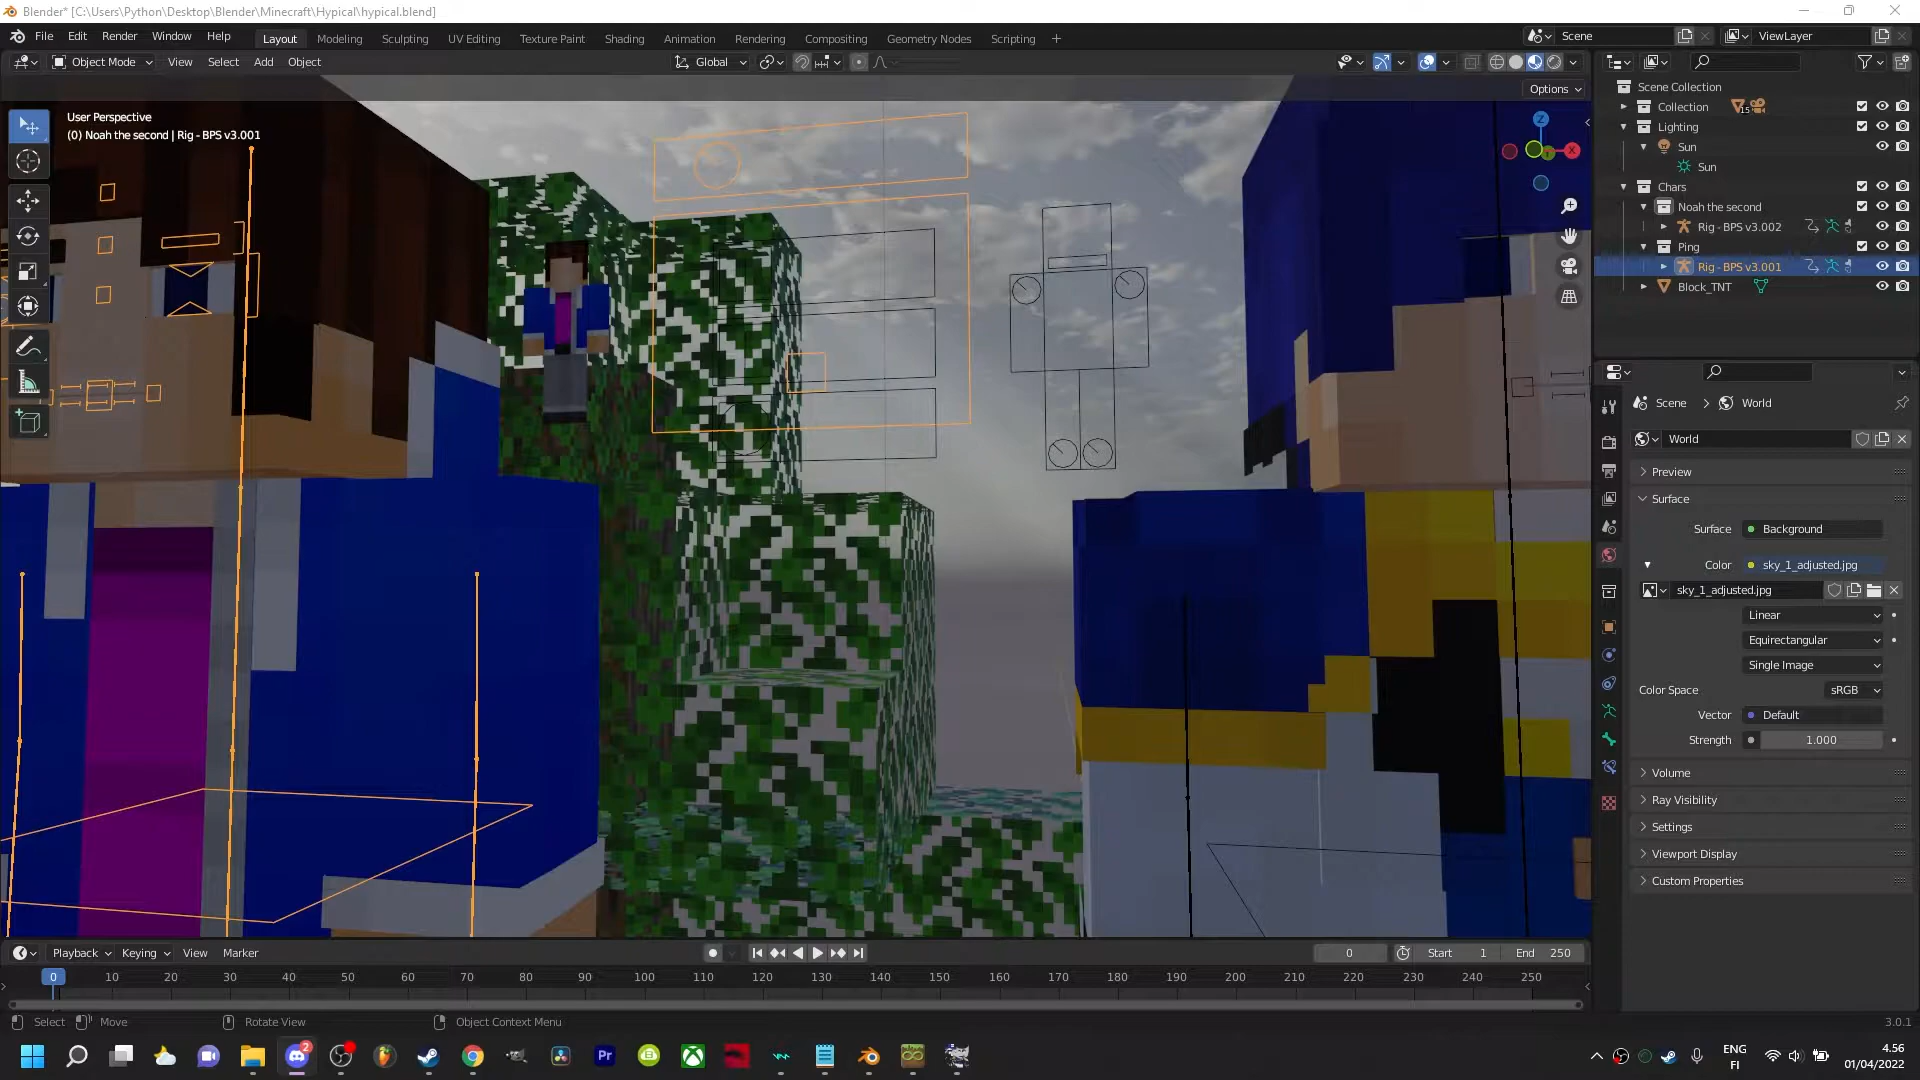 Blender* [C:\Users\Python\Desktop\Blender\Minecraft\Hypical\hypical.blend]
File Edit Render Window Help
Layout Modeling Sculpting UV Editing Texture Paint Shading Animation Rendering Compositing Geometry Nodes Scripting +
Scene
ViewLayer
Object Mode View Select Add Object
Global
Options
User Perspective
(0) Noah the second | Rig - BPS v3.001
Z
X
Scene Collection
Collection 15
Lighting
Sun
Sun
Chars
Noah the second
Rig - BPS v3.002
Ping
Rig - BPS v3.001
Block_TNT
Scene > World
World
Preview
Surface
Surface Background
Color sky_1_adjusted.jpg
sky_1_adjusted.jpg
Linear
Equirectangular
Single Image
Color Space sRGB
Vector Default
Strength 1.000
Volume
Ray Visibility
Settings
Viewport Display
Custom Properties
Playback Keying View Marker
0 Start 1 End 250
0 10 20 30 40 50 60 70 80 90 100 110 120 130 140 150 160 170 180 190 200 210 220 230 240 250
Select Move Rotate View Object Context Menu
3.0.1
2
Pr
ENG
FI
4.56
01/04/2022